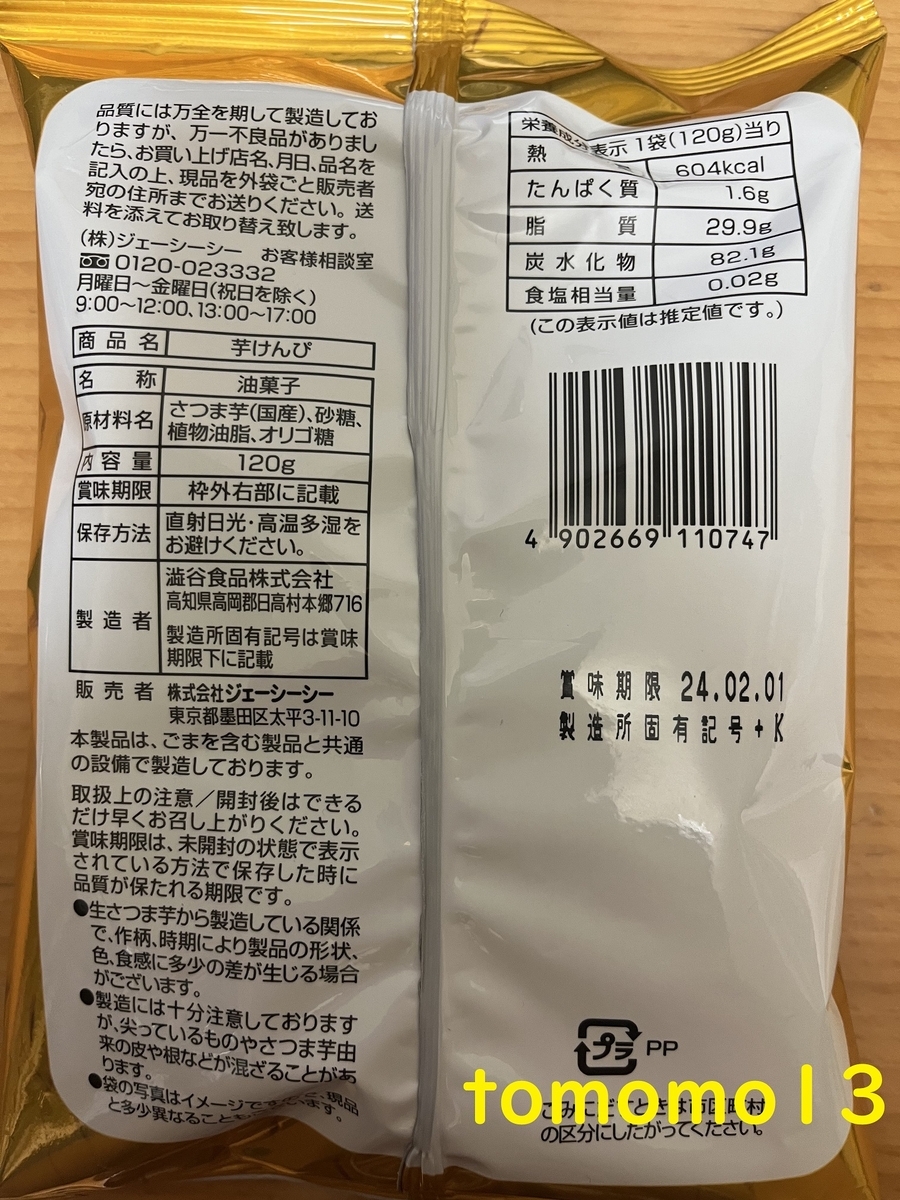 品質には万全を期して製造してお
りますが、万一不良品がありまし
たら、お買い上げ店名、月日、品名を
記入の上、現品を外袋ごと販売者
宛の住所までお送りください。送
料を添えてお取り替え致します。
(株)ジェーシーシー お客様相談室
0120-023332
月曜日〜金曜日(祝日を除く)
9:00〜12:00、13:00〜17:00
商品名 芋けんぴ
名称 油菓子
原材料名 さつま芋(国産)、砂糖、
植物油脂、オリゴ糖
内容量 120g
賞味期限 枠外右部に記載
保存方法 直射日光・高温多湿を
お避けください。
製造者 澁谷食品株式会社
高知県高岡郡日高村本郷716
製造所固有記号は賞味
期限下に記載
販売者 株式会社ジェーシーシー
東京都墨田区太平3-11-10
本製品は、ごまを含む製品と共通
の設備で製造しております。
取扱上の注意／開封後はできる
だけ早くお召し上がりください。
賞味期限は、未開封の状態で表示
されている方法で保存した時に
品質が保たれる期限です。
●生さつま芋から製造している関係
で、作柄、時期により製品の形状、
色、食感に多少の差が生じる場合
がございます。
●製造には十分注意しております
が、尖っているものやさつま芋由
来の皮や根などが混ざることがあ
ります。
●袋の写真はイメージで 現品
と多少異なることも います。
栄養成分表示 1袋(120g)当り
熱 604kcal
たんぱく質 1.6g
脂質 29.9g
炭水化物 82.1g
食塩相当量 0.02g
(この表示値は推定値です。)
4 902669 110747
賞味期限 24.02.01
製造所固有記号+K
プラ PP
tomomo13
の区分にしたがってください。